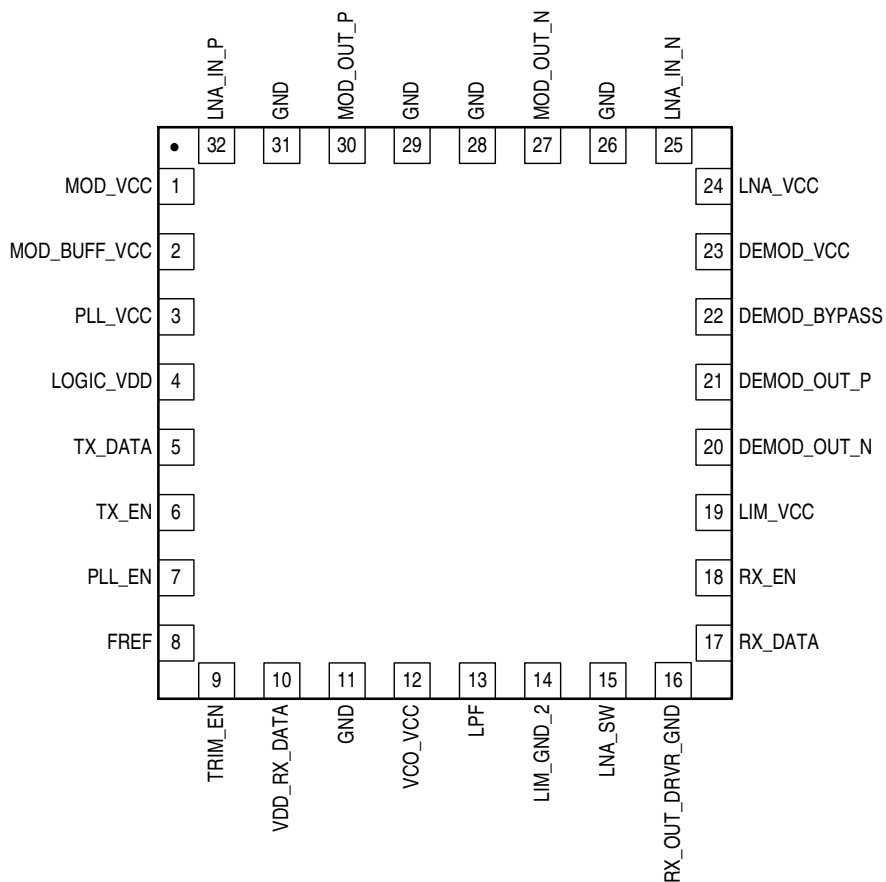 LNA_IN_P
GND
MOD_OUT_P
GND
GND
MOD_OUT_N
GND
LNA_IN_N
32 31 30 29 28 27 26 25
MOD_VCC 1
24 LNA_VCC
MOD_BUFF_VCC 2
23 DEMOD_VCC
PLL_VCC 3
22 DEMOD_BYPASS
LOGIC_VDD 4
21 DEMOD_OUT_P
TX_DATA 5
20 DEMOD_OUT_N
TX_EN 6
19 LIM_VCC
PLL_EN 7
18 RX_EN
FREF 8
17 RX_DATA
9 10 11 12 13 14 15 16
TRIM_EN
VDD_RX_DATA
GND
VCO_VCC
LPF
LIM_GND_2
LNA_SW
RX_OUT_DRVR_GND